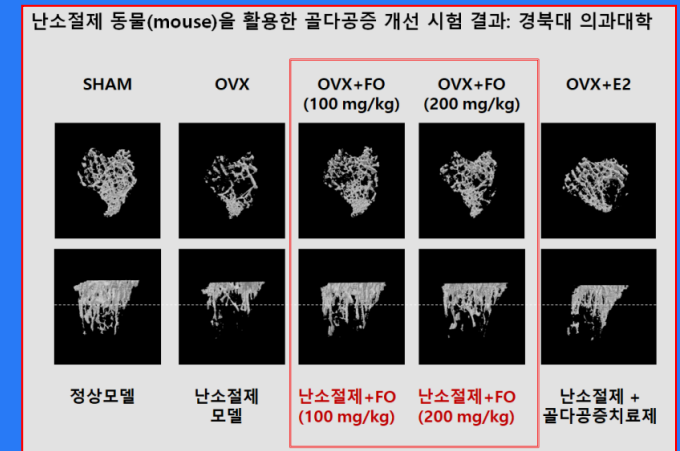 난소절제 동물(mouse)을 활용한 골다공증 개선 시험 결과: 경북대 의과대학
SHAM
OVX
OVX+FO
(100 mg/kg)
OVX+FO
(200 mg/kg)
OVX+E2
정상모델
난소절제
모델
난소절제+FO
(100 mg/kg)
난소절제+FO
(200 mg/kg)
난소절제 +
골다공증치료제